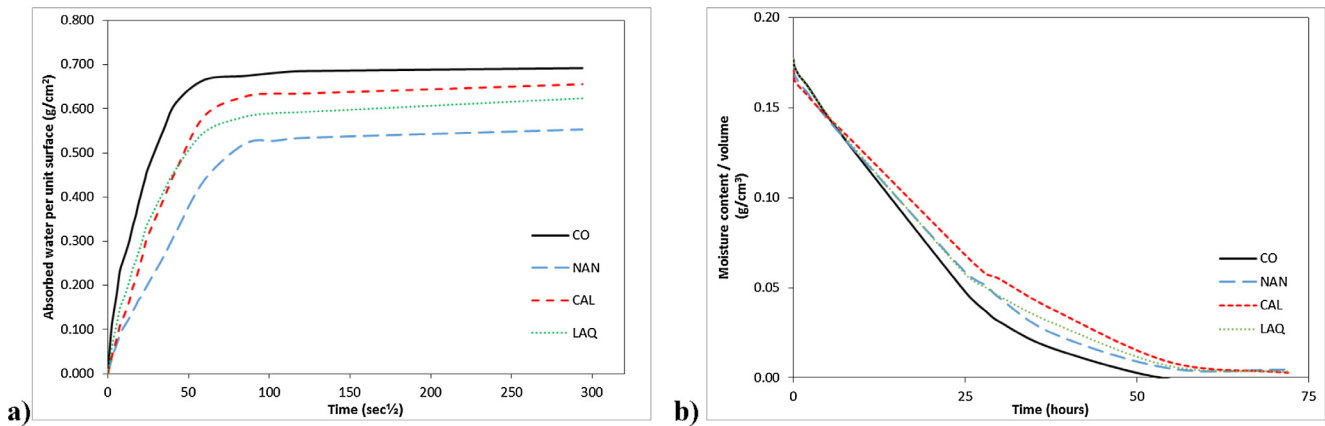 0.800
0.700
0.600
0.500
0.400
0.300
0.200
0.100
0.000
Absorbed water per unit surface (g/cm²)
0 50 100 150 200 250 300
Time (sec½)
CO
NAN
CAL
LAQ
a)
0.20
0.15
0.10
0.05
0.00
Moisture content / volume
(g/cm³)
0 25 50 75
Time (hours)
CO
NAN
CAL
LAQ
b)